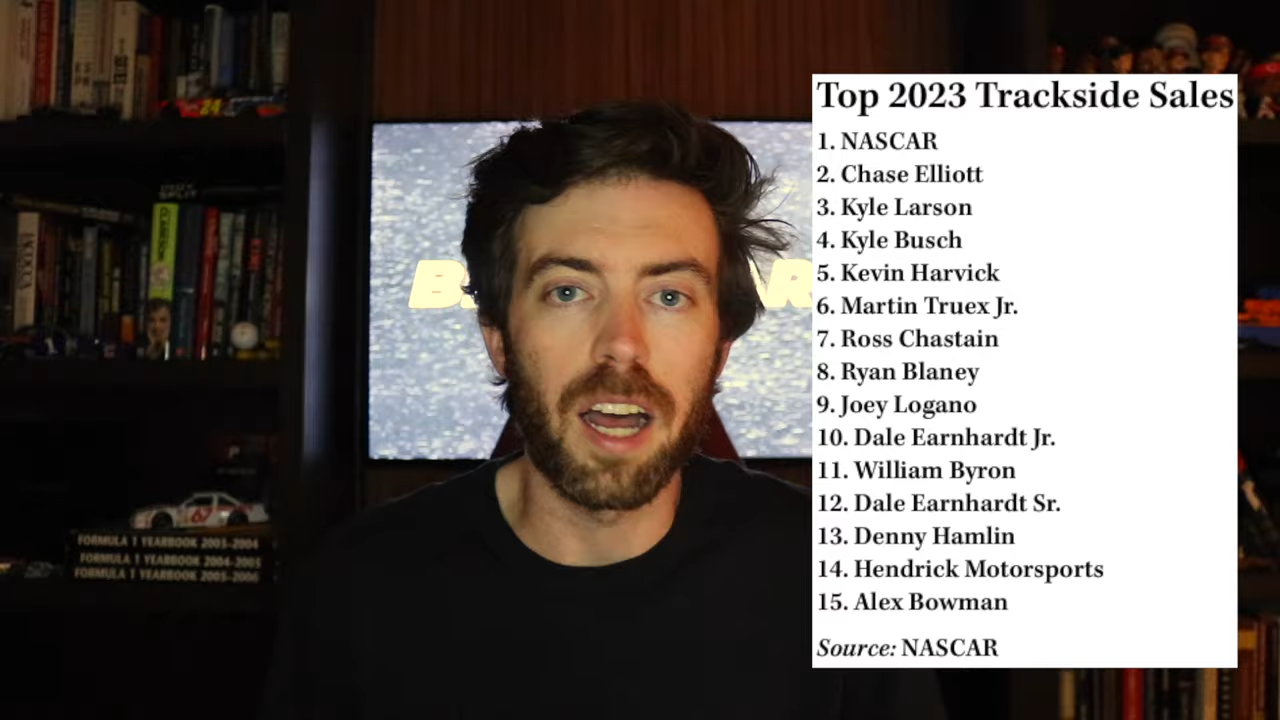 Top 2023 Trackside Sales
1. NASCAR
2. Chase Elliott
3. Kyle Larson
4. Kyle Busch
5. Kevin Harvick
6. Martin Truex Jr.
7. Ross Chastain
8. Ryan Blaney
9. Joey Logano
10. Dale Earnhardt Jr.
11. William Byron
12. Dale Earnhardt Sr.
13. Denny Hamlin
14. Hendrick Motorsports
15. Alex Bowman
Source: NASCAR
24
67
FORMULA 1 YEARBOOK 2003-2004
FORMULA 1 YEARBOOK 2004-2005
FORMULA 1 YEARBOOK 2005-2006